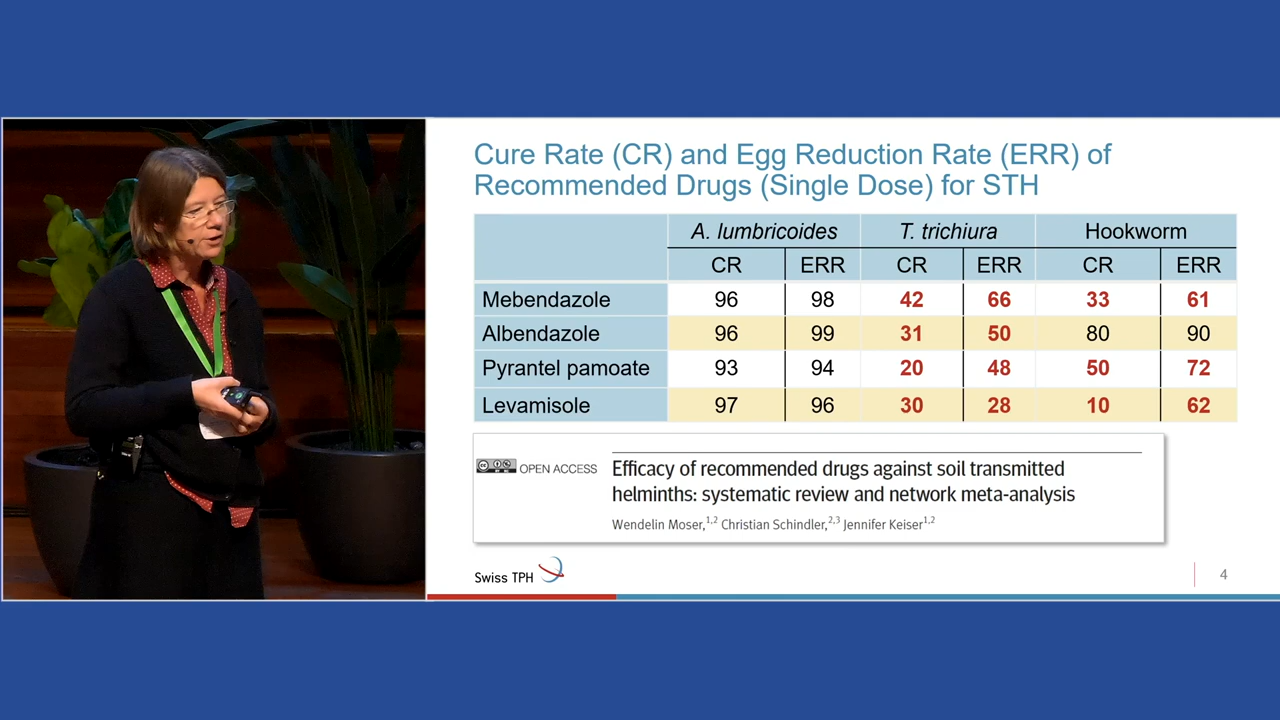 Cure Rate (CR) and Egg Reduction Rate (ERR) of
Recommended Drugs (Single Dose) for STH
A. lumbricoides T. trichiura Hookworm
CR ERR CR ERR CR ERR
Mebendazole 96 98 42 66 33 61
Albendazole 96 99 31 50 80 90
Pyrantel pamoate 93 94 20 48 50 72
Levamisole 97 96 30 28 10 62
OPEN ACCESS
Efficacy of recommended drugs against soil transmitted
helminths: systematic review and network meta-analysis
Wendelin Moser,1,2 Christian Schindler,2,3 Jennifer Keiser1,2
Swiss TPH
4